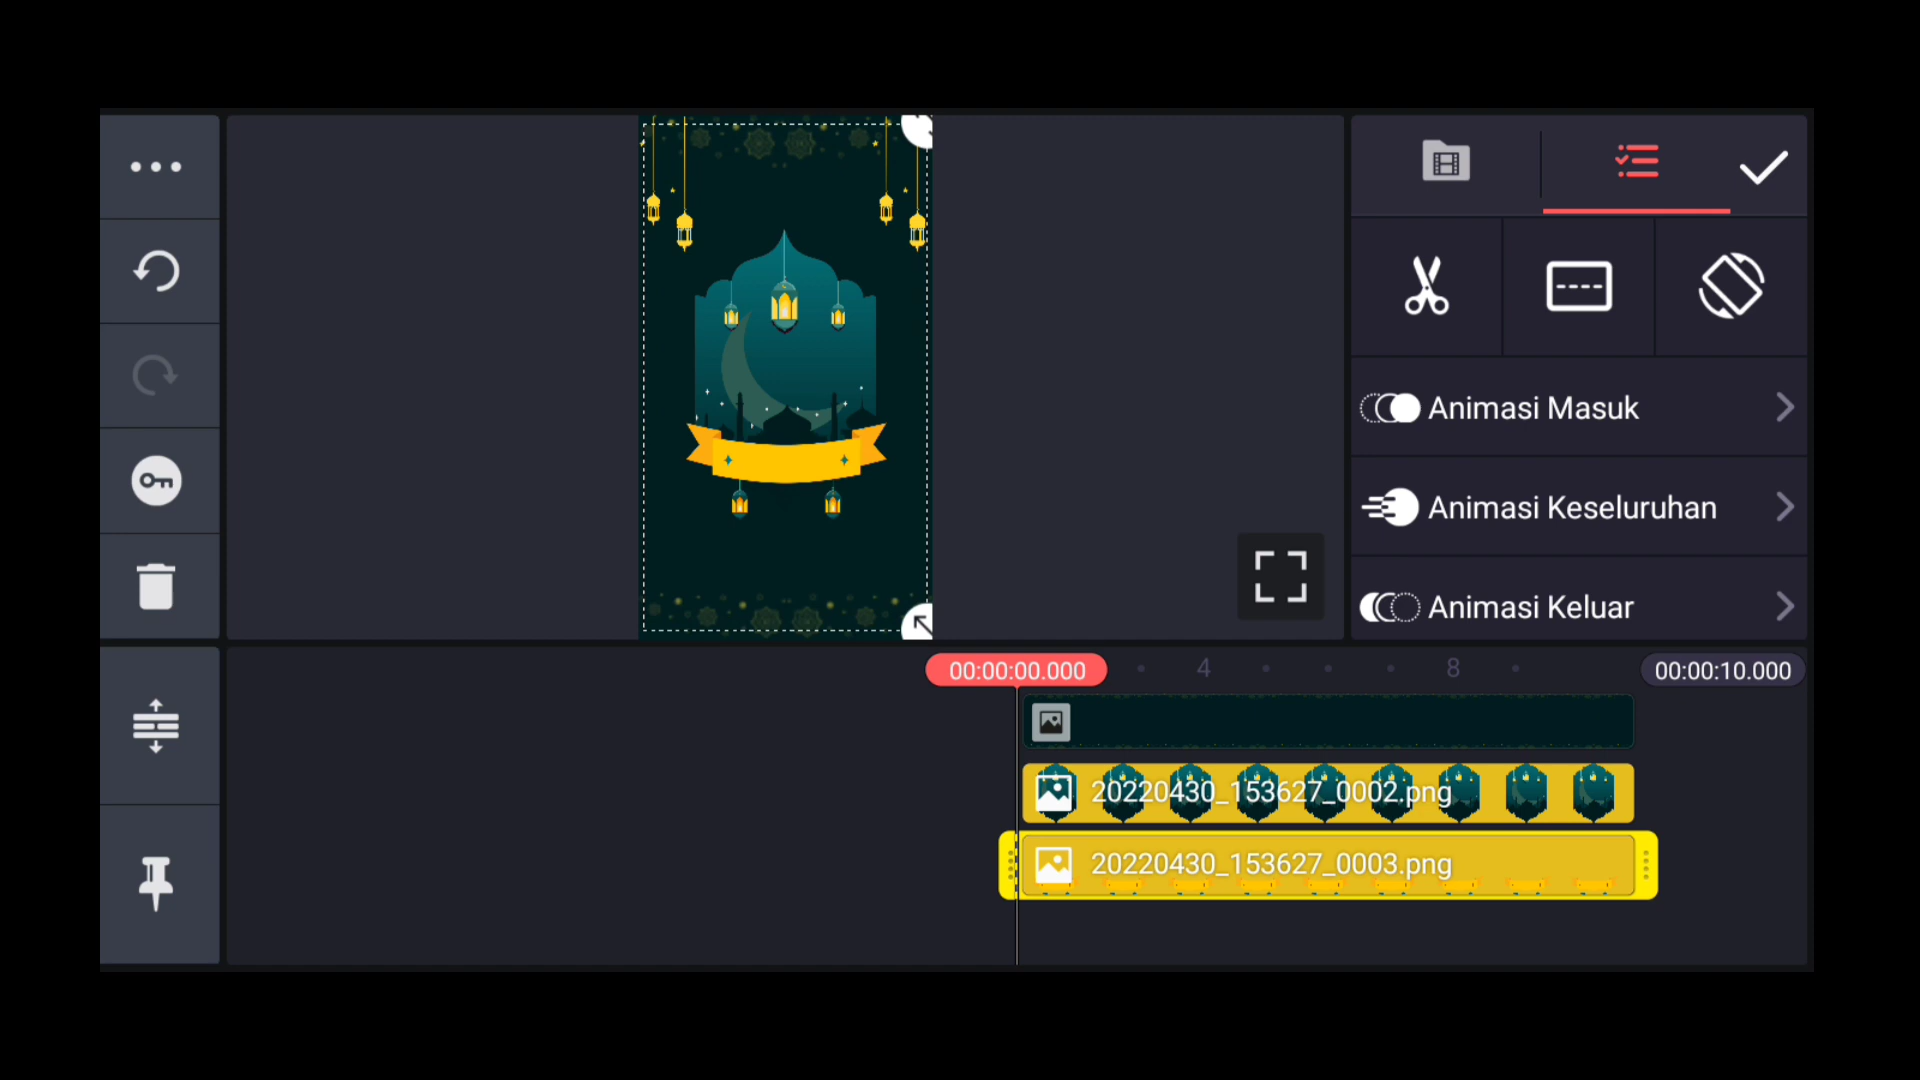 Animasi Masuk
Animasi Keseluruhan
Animasi Keluar
00:00:00.000
4
8
00:00:10.000
20220430_153627_0002.png
20220430_153627_0003.png